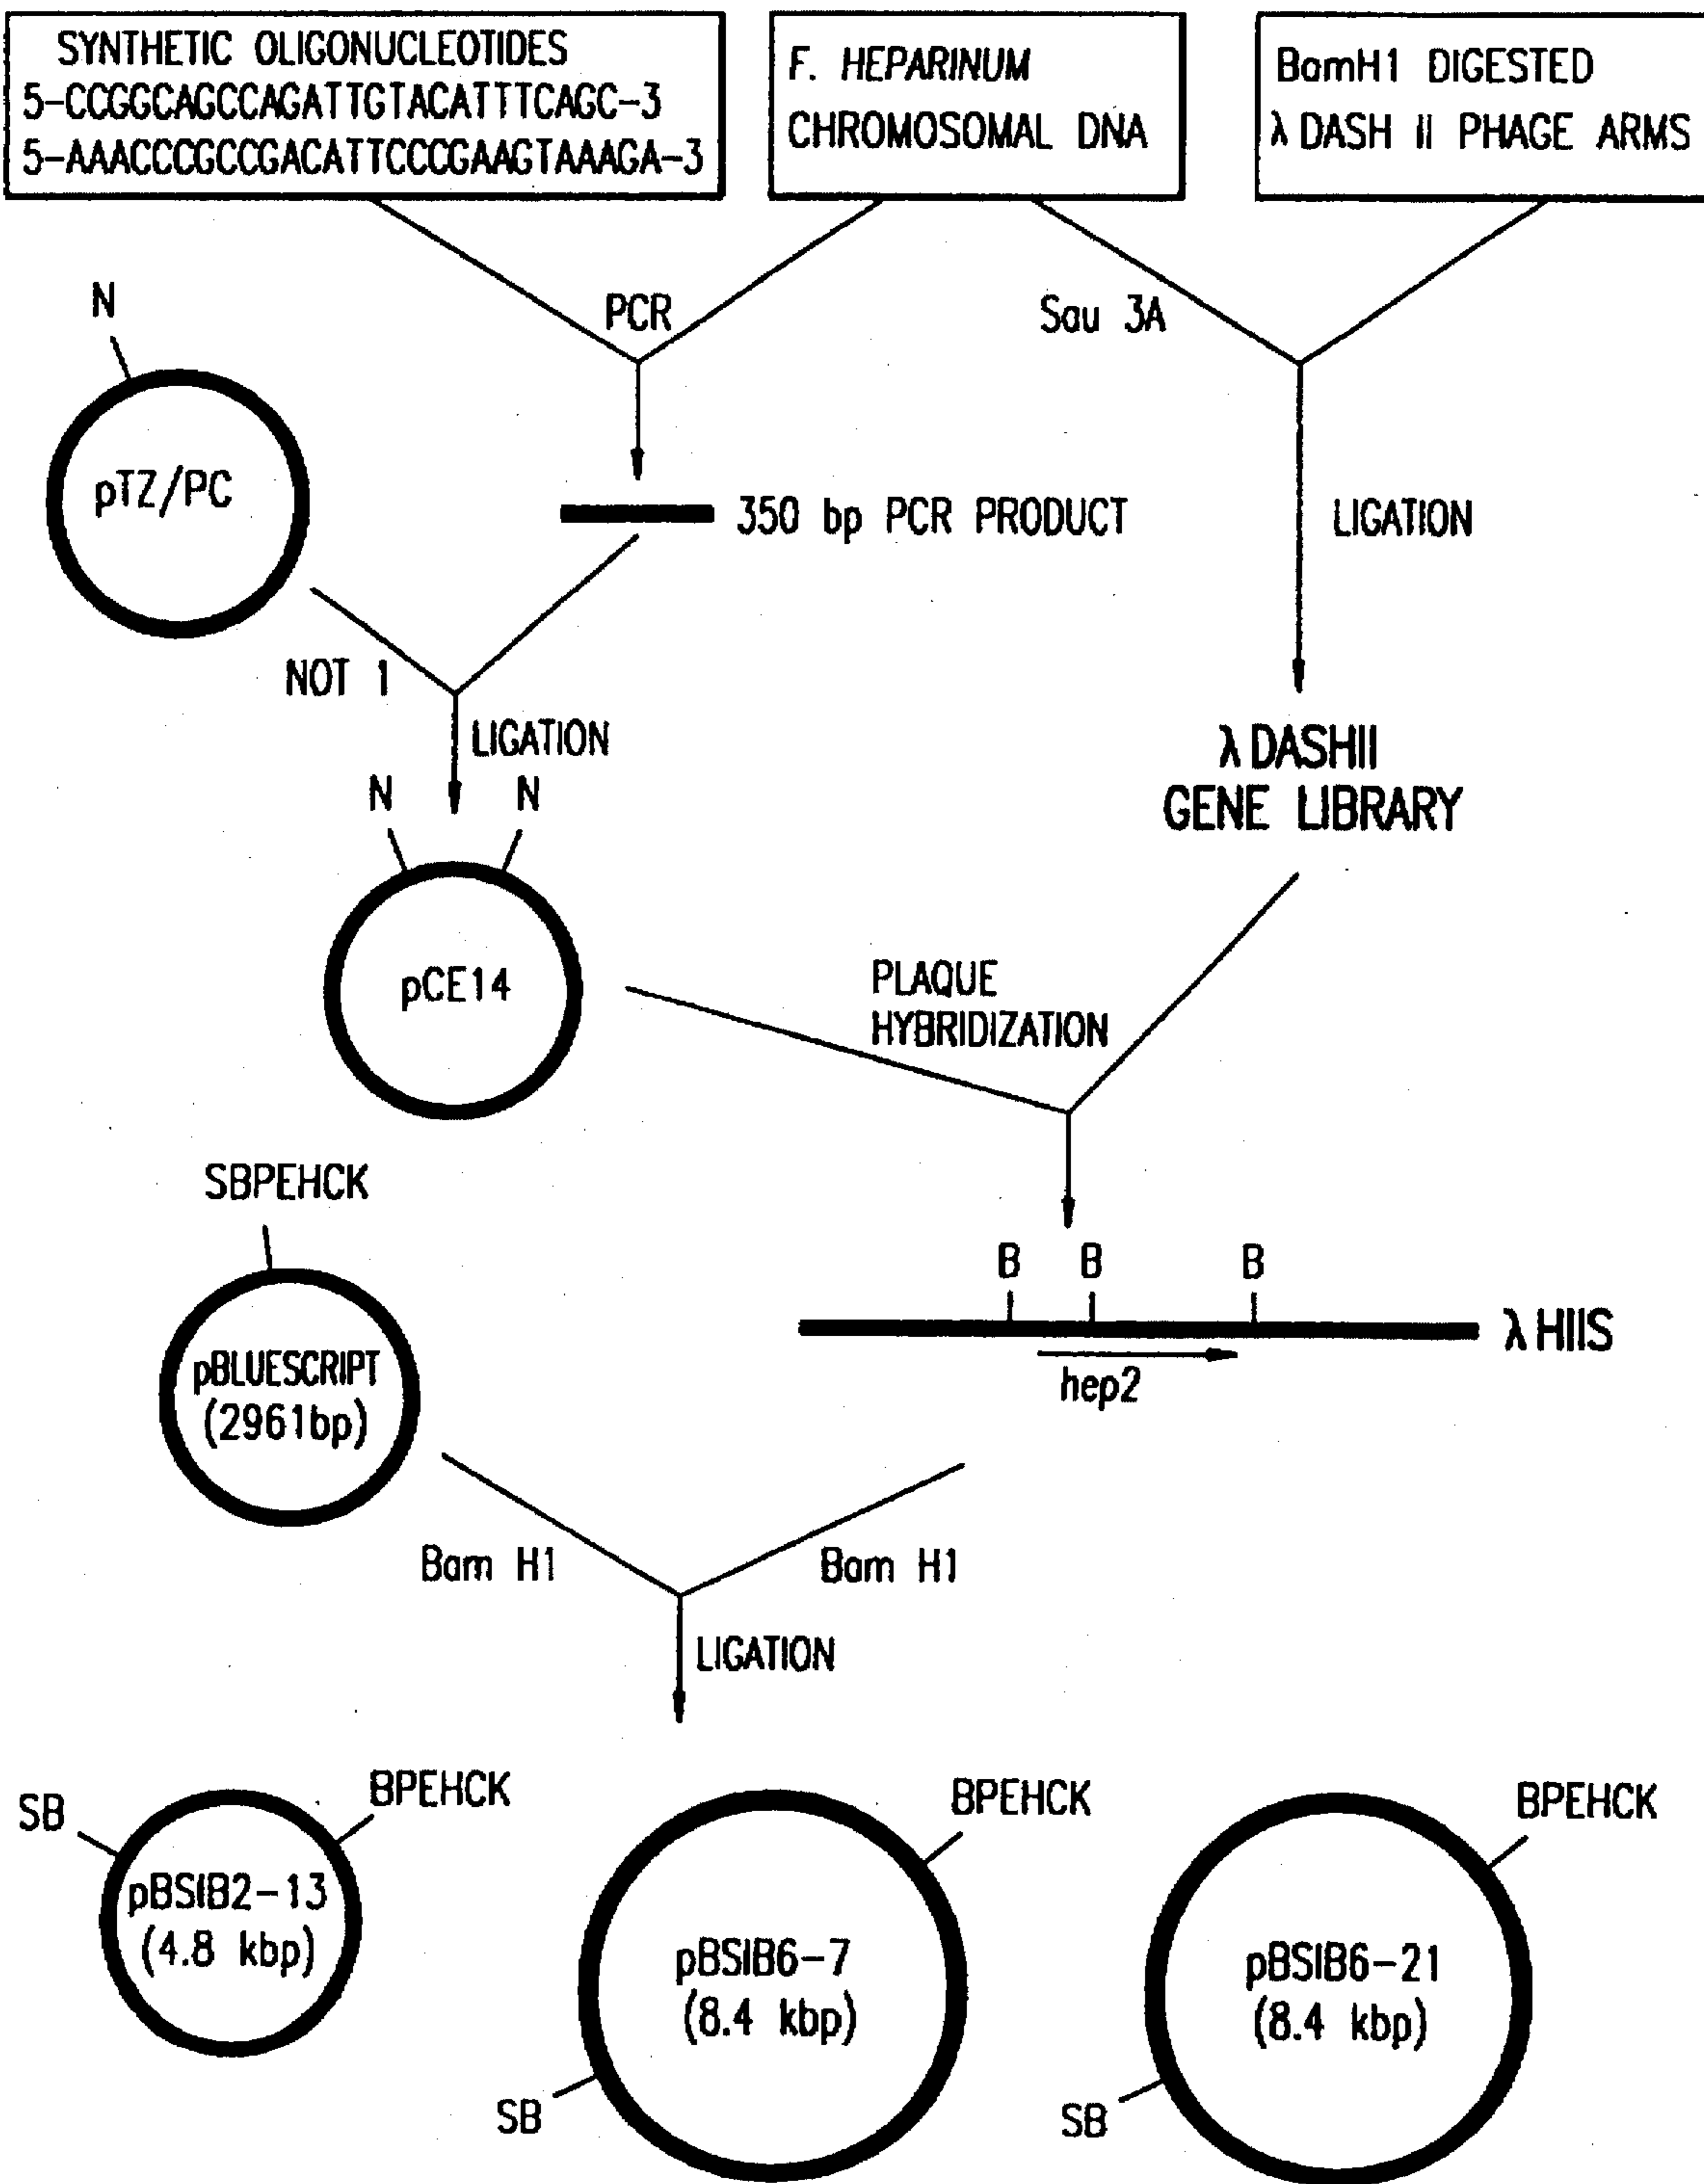 SYNTHETIC OLIGONUCLEOTIDES
5-CCGGCAGCCAGATTGTACATTTCAGC-3
5-AAACCCGCCGACATTCCCGAAGTAAAGA-3
F. HEPARINUM
CHROMOSOMAL DNA
BamH1 DIGESTED
λ DASH II PHAGE ARMS
PCR
Sau 3A
N
pTZ/PC
350 bp PCR PRODUCT
LIGATION
NOT 1
LIGATION
λ DASHII
GENE LIBRARY
N
N
pCE14
PLAQUE
HYBRIDIZATION
SBPEHCK
B
B
B
λ HIIS
hep2
pBLUESCRIPT
(2961bp)
Bam H1
Bam H1
LIGATION
SB
BPEHCK
pBSIB2-13
(4.8 kbp)
BPEHCK
pBSIB6-7
(8.4 kbp)
SB
BPEHCK
pBSIB6-21
(8.4 kbp)
SB